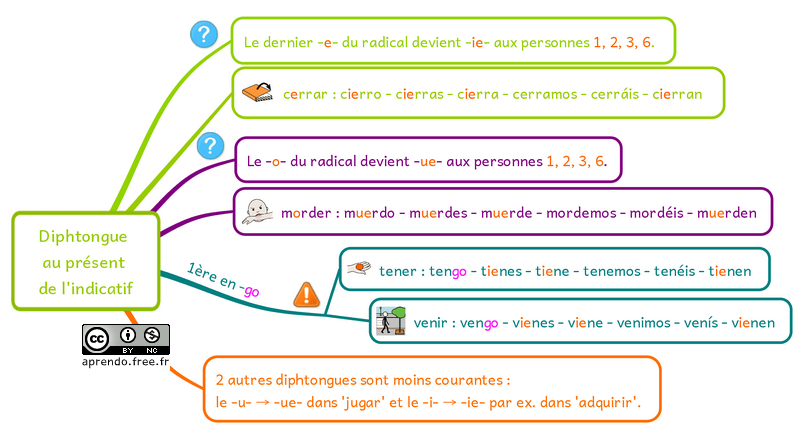 Le dernier -e- du radical devient -ie- aux personnes 1, 2, 3, 6.
cerrar : cierro - cierras - cierra - cerramos - cerráis - cierran
Le -o- du radical devient -ue- aux personnes 1, 2, 3, 6.
morder : muerdo - muerdes - muerde - mordemos - mordéis - muerden
Diphtongue
au présent
de l'indicatif
1ère en -go
tener : tengo - tienes - tiene - tenemos - tenéis - tienen
venir : vengo - vienes - viene - venimos - venís - vienen
cc BY NC
aprendo.free.fr
2 autres diphtongues sont moins courantes :
le -u- → -ue- dans 'jugar' et le -i- → -ie- par ex. dans 'adquirir'.